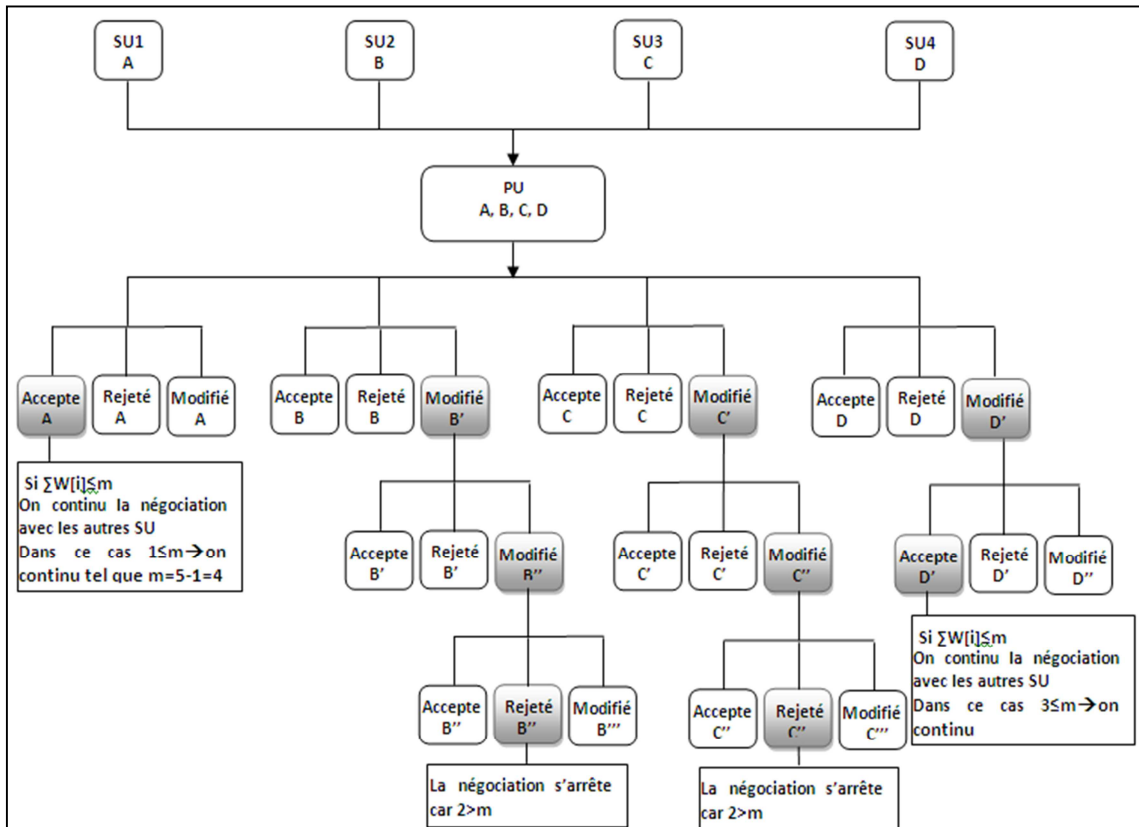 SU1
A
SU2
B
SU3
C
SU4
D
PU
A, B, C, D
Accepte
A
Rejeté
A
Modifié
A
Accepte
B
Rejeté
B
Modifié
B’
Accepte
C
Rejeté
C
Modifié
C’
Accepte
D
Rejeté
D
Modifié
D’
Si ∑W[i]≤m
On continu la négociation
avec les autres SU
Dans ce cas 1≤m→on
continu tel que m=5-1=4
Accepte
B’
Rejeté
B’
Modifié
B’’
Accepte
C’
Rejeté
C’
Modifié
C’’
Accepte
D’
Rejeté
D’
Modifié
D’’
Si ∑W[i]≤m
On continu la négociation
avec les autres SU
Dans ce cas 3≤m→on
continu
Accepte
B’’
Rejeté
B’’
Modifié
B’’’
Accepte
C’’
Rejeté
C’’
Modifié
C’’’
La négociation s’arrête
car 2>m
La négociation s’arrête
car 2>m